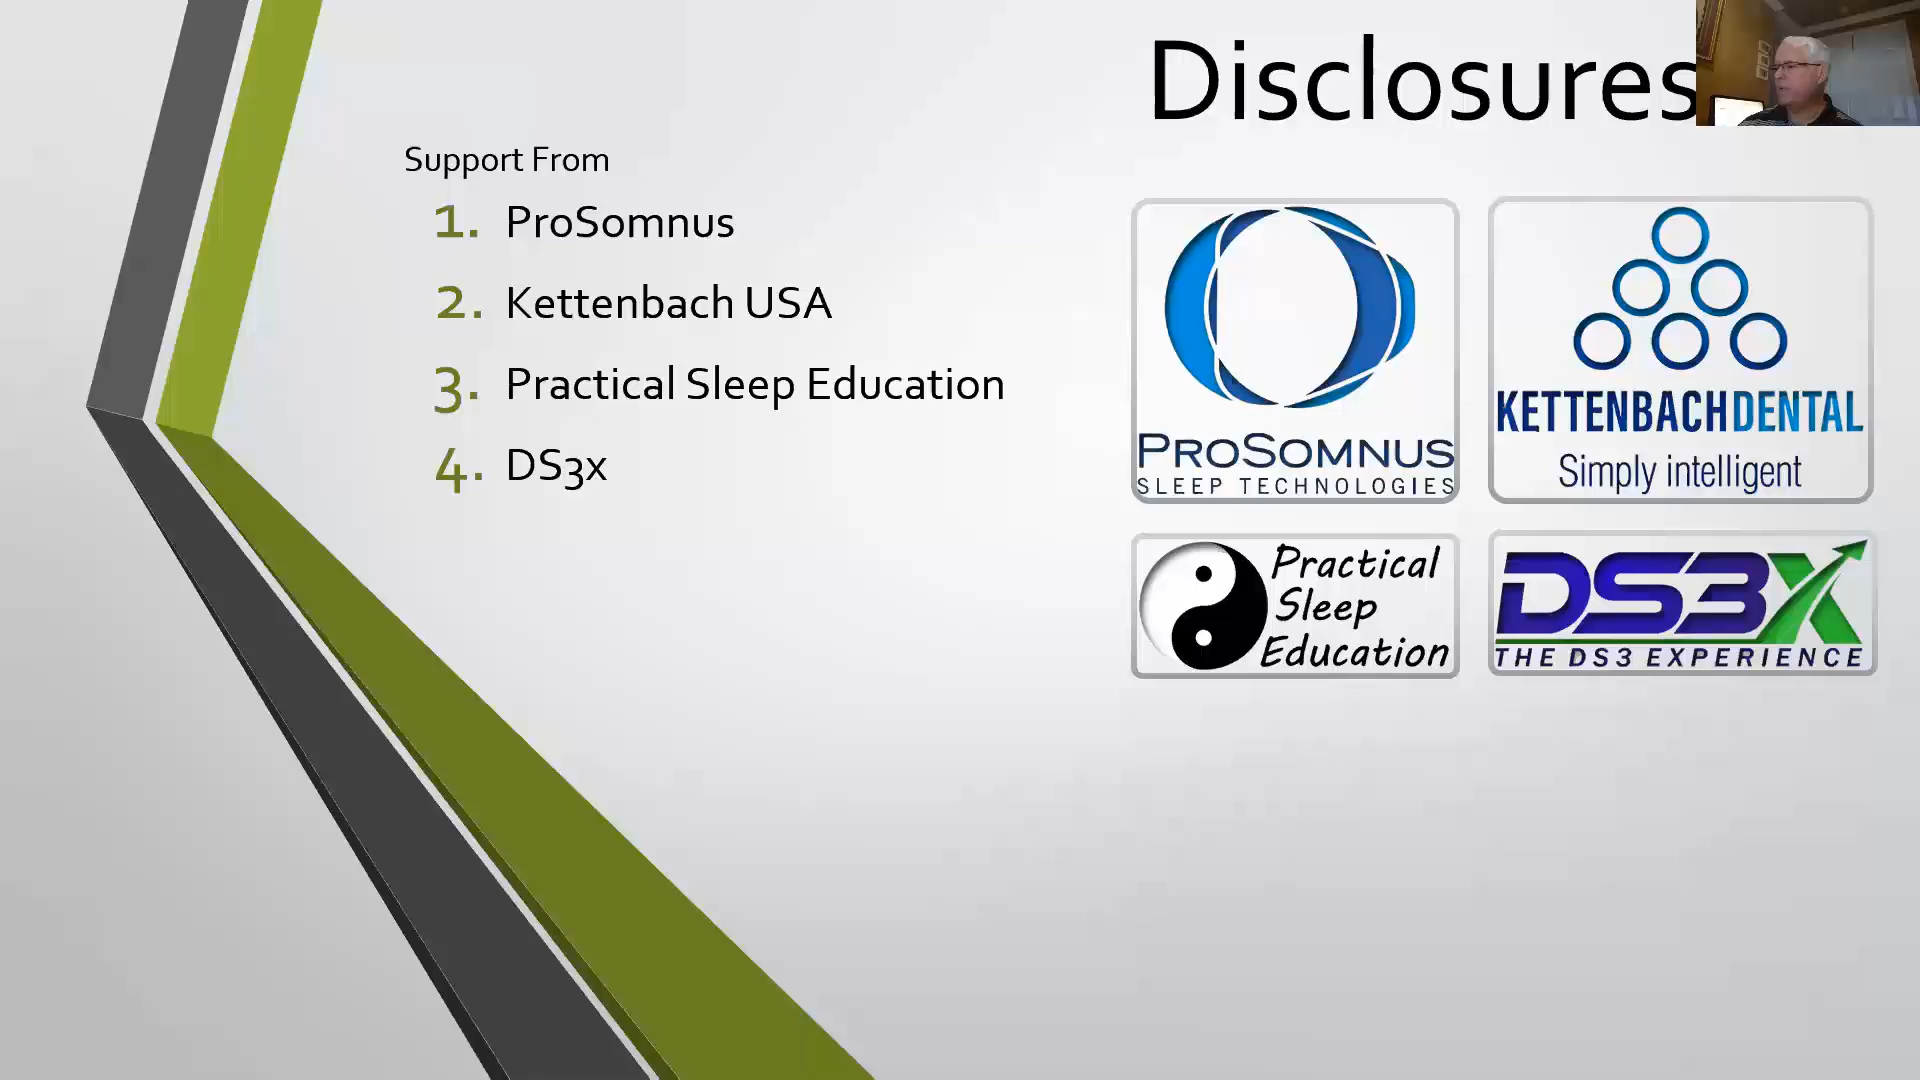 Disclosures
Support From
1. ProSomnus
2. Kettenbach USA
3. Practical Sleep Education
4. DS3x
PROSOMNUS
SLEEP TECHNOLOGIES
KETTENBACHDENTAL
Simply intelligent
Practical
Sleep
Education
DS3X
THE DS3 EXPERIENCE